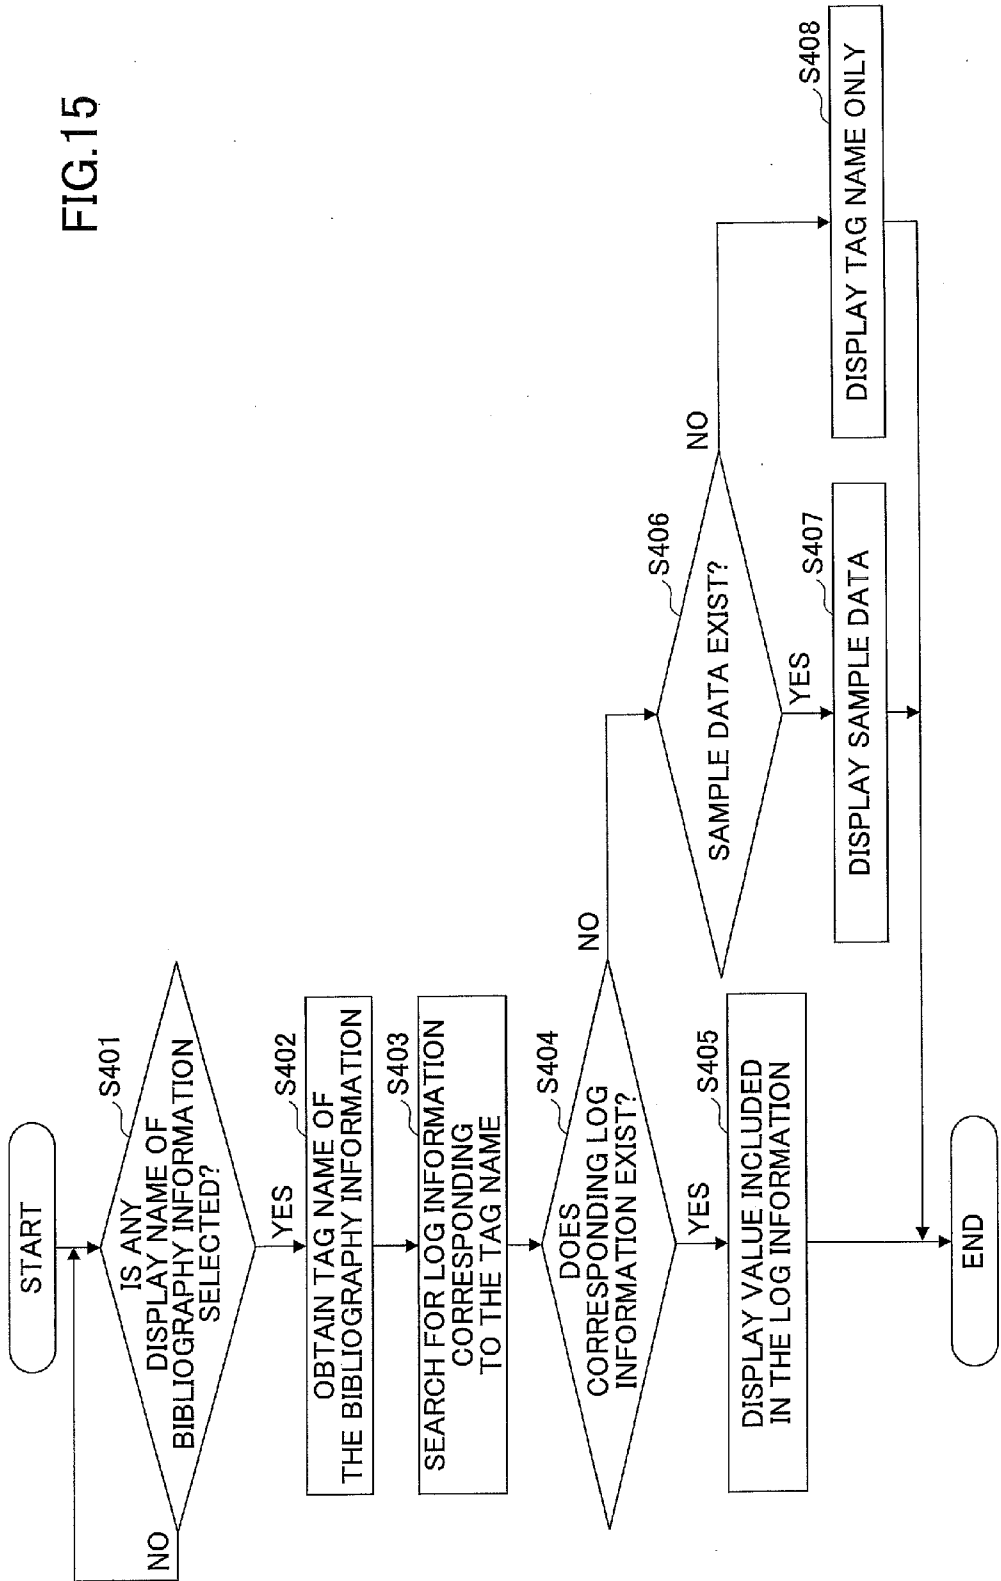 FIG.15
START
S401
IS ANY
DISPLAY NAME OF
BIBLIOGRAPHY INFORMATION
SELECTED?
NO
YES
S402
OBTAIN TAG NAME OF
THE BIBLIOGRAPHY INFORMATION
S403
SEARCH FOR LOG INFORMATION
CORRESPONDING
TO THE TAG NAME
S404
DOES
CORRESPONDING LOG
INFORMATION EXIST?
NO
YES
S405
DISPLAY VALUE INCLUDED
IN THE LOG INFORMATION
S406
SAMPLE DATA EXIST?
NO
YES
S407
DISPLAY SAMPLE DATA
S408
DISPLAY TAG NAME ONLY
END